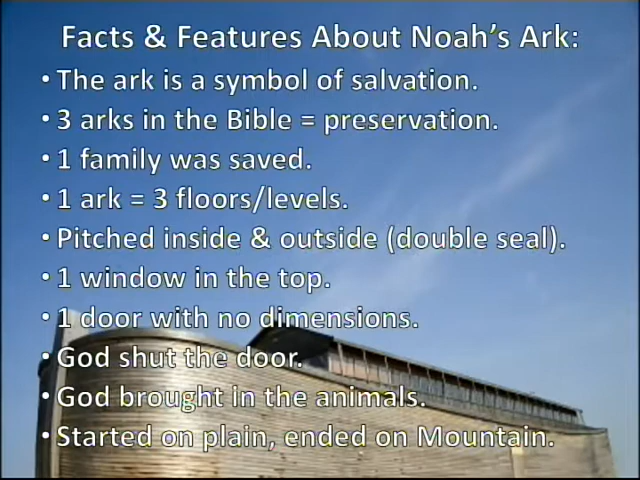 Facts & Features About Noah's Ark:
• The ark is a symbol of salvation.
• 3 arks in the Bible = preservation.
• 1 family was saved.
• 1 ark = 3 floors/levels.
• Pitched inside & outside (double seal).
• 1 window in the top.
• 1 door with no dimensions.
• God shut the door.
• God brought in the animals.
• Started on plain, ended on Mountain.